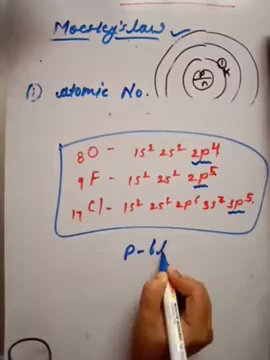 Mosley's law ✓
① Atomic No.
p
n
K
₈O - 1s² 2s² 2p⁴
₉F - 1s² 2s² 2p⁵
₁₇Cl - 1s² 2s² 2p⁶ 3s² 3p⁵.
P - bl